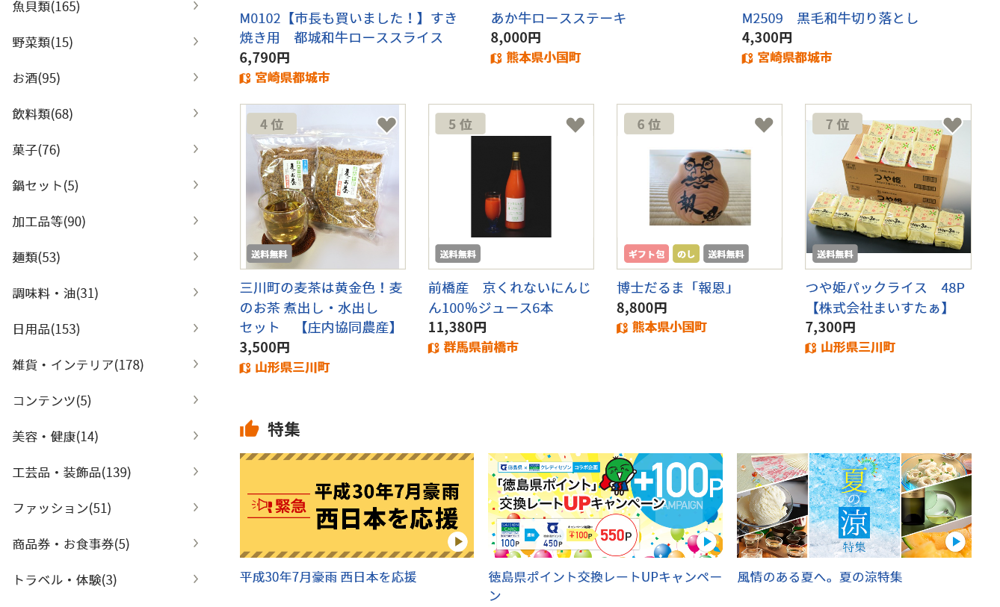 魚貝類(165)
野菜類(15)
お酒(95)
飲料類(68)
菓子(76)
鍋セット(5)
加工品等(90)
麺類(53)
調味料・油(31)
日用品(153)
雑貨・インテリア(178)
コンテンツ(5)
美容・健康(14)
工芸品・装飾品(139)
ファッション(51)
商品券・お食事券(5)
トラベル・体験(3)
M0102【市長も買いました！】すき
焼き用　都城和牛ローススライス
6,790円
宮崎県都城市
あか牛ロースステーキ
8,000円
熊本県小国町
M2509　黒毛和牛切り落とし
4,300円
宮崎県都城市
4 位
麦のお茶
送料無料
三川町の麦茶は黄金色！麦
のお茶 煮出し・水出し
セット　【庄内協同農産】
3,500円
山形県三川町
5 位
送料無料
前橋産　京くれないにんじ
ん100%ジュース6本
11,380円
群馬県前橋市
6 位
報恩
ギフト包
のし
送料無料
博士だるま「報恩」
8,800円
熊本県小国町
7 位
つや姫
つや姫
送料無料
つや姫パックライス　48P
【株式会社まいすたぁ】
7,300円
山形県三川町
特集
緊急
平成30年7月豪雨
西日本を応援
平成30年7月豪雨 西日本を応援
徳島県 × クレディセゾン コラボ企画
「徳島県ポイント」
交換レートUPキャンペーン
+100P
CAMPAIGN
SAISON CARD
100P
通常
450P
+100P
550P
徳島県ポイント交換レートUPキャンペー
ン
夏の涼
特集
風情のある夏へ。夏の涼特集